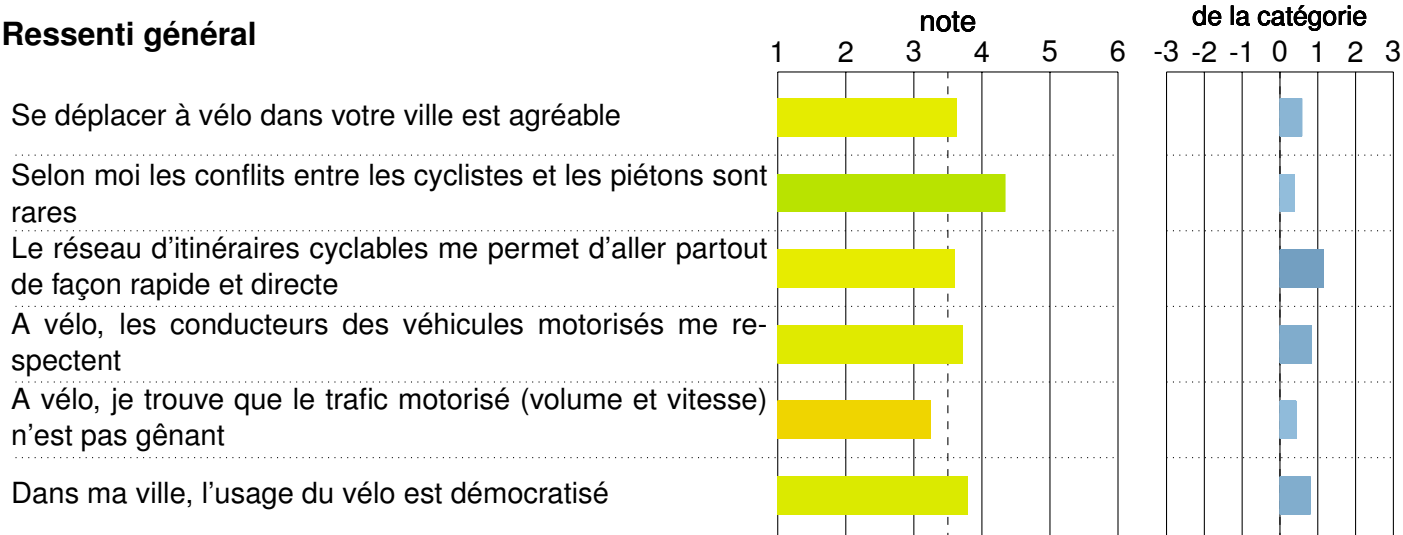 Ressenti général
note
de la catégorie
1 2 3 4 5 6
-3 -2 -1 0 1 2 3
Se déplacer à vélo dans votre ville est agréable
Selon moi les conflits entre les cyclistes et les piétons sont
rares
Le réseau d'itinéraires cyclables me permet d'aller partout
de façon rapide et directe
A vélo, les conducteurs des véhicules motorisés me re-
spectent
A vélo, je trouve que le trafic motorisé (volume et vitesse)
n'est pas gênant
Dans ma ville, l'usage du vélo est démocratisé